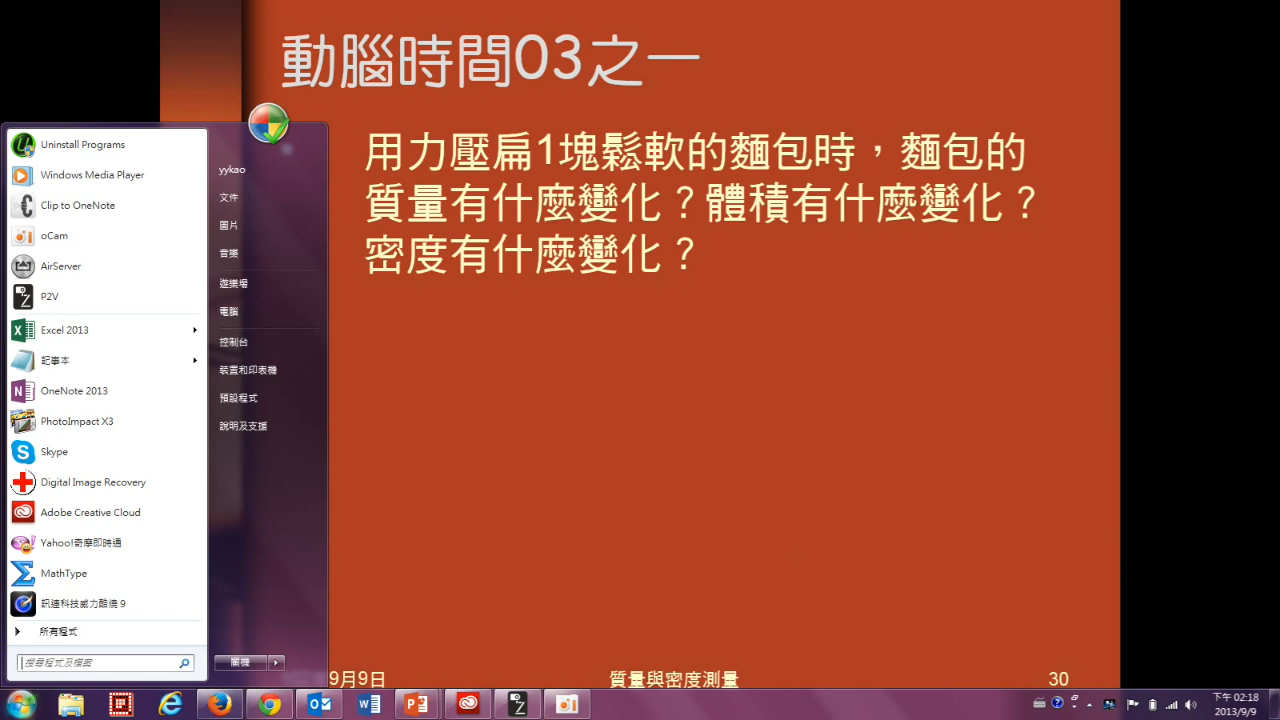 動腦時間03之一
用力壓扁1塊鬆軟的麵包時，麵包的
質量有什麼變化？體積有什麼變化？
密度有什麼變化？
Uninstall Programs
Windows Media Player
Clip to OneNote
oCam
AirServer
P2V
Excel 2013
記事本
OneNote 2013
PhotoImpact X3
Skype
Digital Image Recovery
Adobe Creative Cloud
Yahoo!奇摩即時通
MathType
訊連科技威力酷燒 9
所有程式
搜尋程式及檔案
yykao
文件
圖片
音樂
遊樂場
電腦
控制台
裝置和印表機
預設程式
說明及支援
關機
9月9日
質量與密度測量
30
下午 02:18
2013/9/9